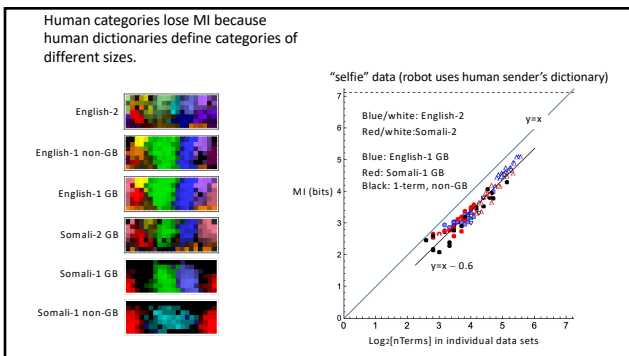 Human categories lose MI because
human dictionaries define categories of
different sizes.
English-2
English-1 non-GB
English-1 GB
Somali-2 GB
Somali-1 GB
Somali-1 non-GB
“selfie” data (robot uses human sender’s dictionary)
Blue/white: English-2
Red/white:Somali-2
Blue: English-1 GB
Red: Somali-1 GB
Black: 1-term, non-GB
y=x
y=x – 0.6
MI (bits)
7
6
5
4
3
2
1
0
0 1 2 3 4 5 6 7
Log2[nTerms] in individual data sets